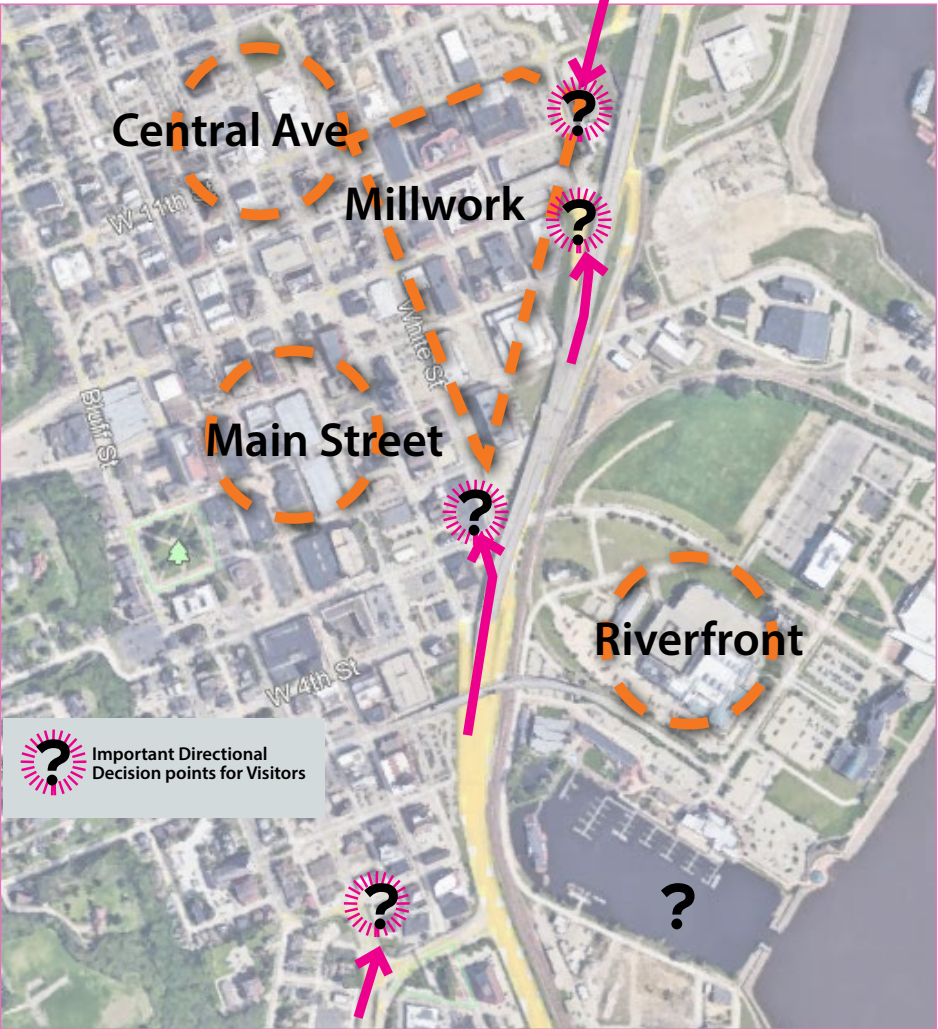 ?
Central Ave
W 11th St
Millwork
?
White St
Bluff St
Main Street
?
Riverfront
W 4th St
? Important Directional
Decision points for Visitors
?
?